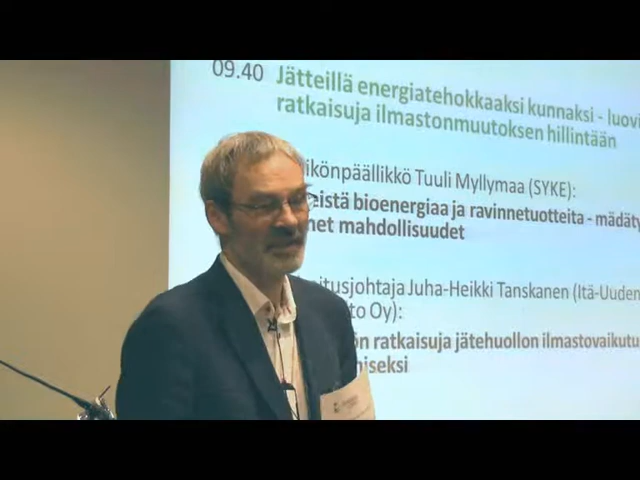 09.40 Jätteillä energiatehokkaaksi kunnaksi - luovi
ratkaisuja ilmastonmuutoksen hillintään
ikönpäällikkö Tuuli Myllymaa (SYKE):
eistä bioenergiaa ja ravinnetuotteita - mädäty
net mahdollisuudet
itusjohtaja Juha-Heikki Tanskanen (Itä-Uuden
to Oy):
n ratkaisuja jätehuollon ilmastovaikutu
miseksi